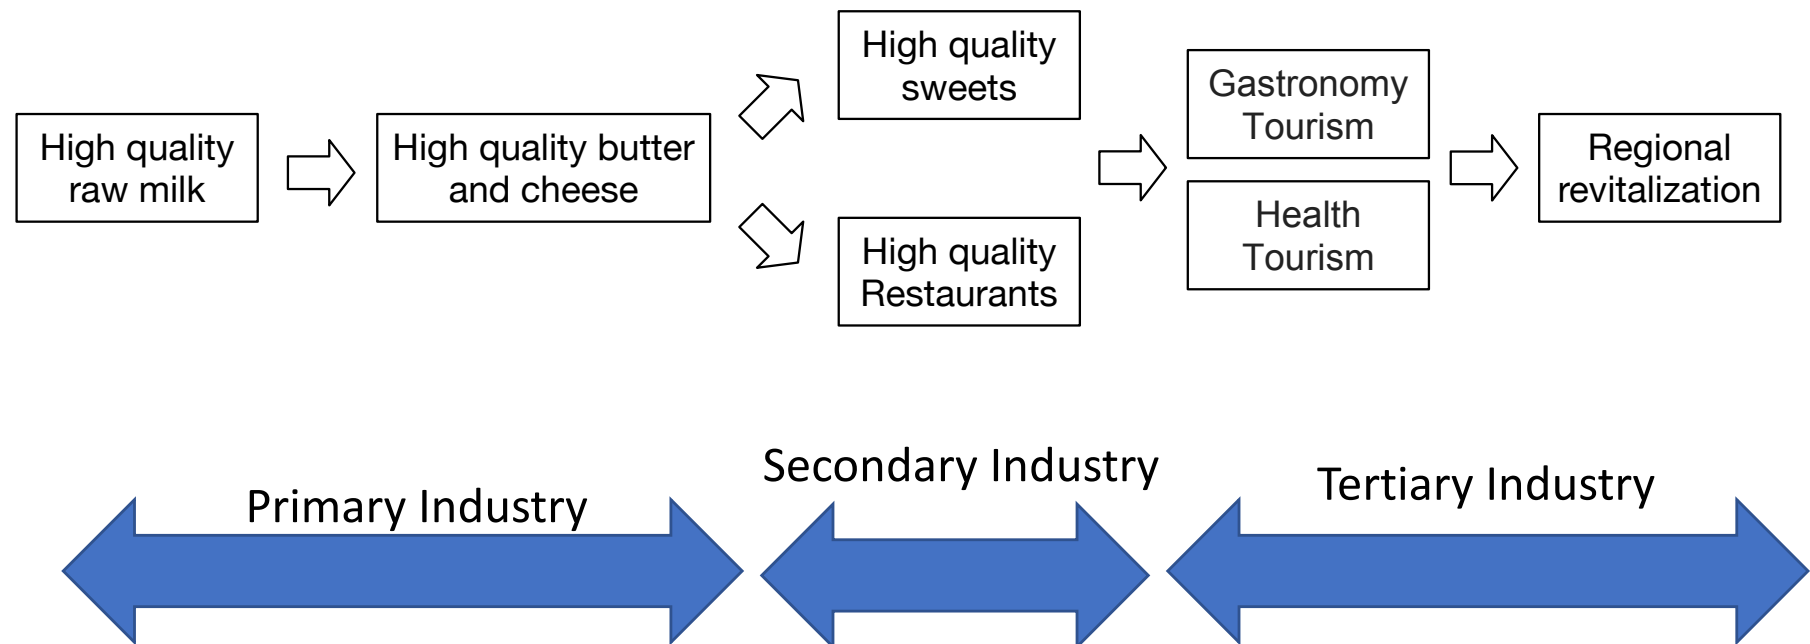 High quality
raw milk
High quality butter
and cheese
High quality
sweets
High quality
Restaurants
Gastronomy
Tourism
Health
Tourism
Regional
revitalization
Primary Industry
Secondary Industry
Tertiary Industry